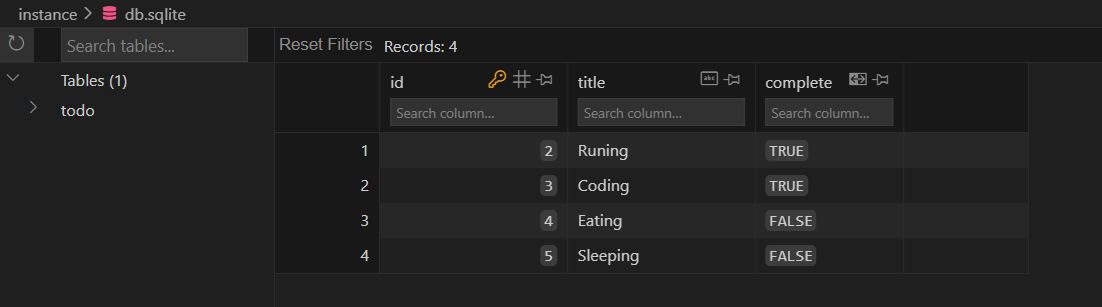 instance > db.sqlite
Search tables... Reset Filters Records: 4
Tables (1)
todo
id title abc complete
Search column... Search column... Search column...
1 2 Runing TRUE
2 3 Coding TRUE
3 4 Eating FALSE
4 5 Sleeping FALSE